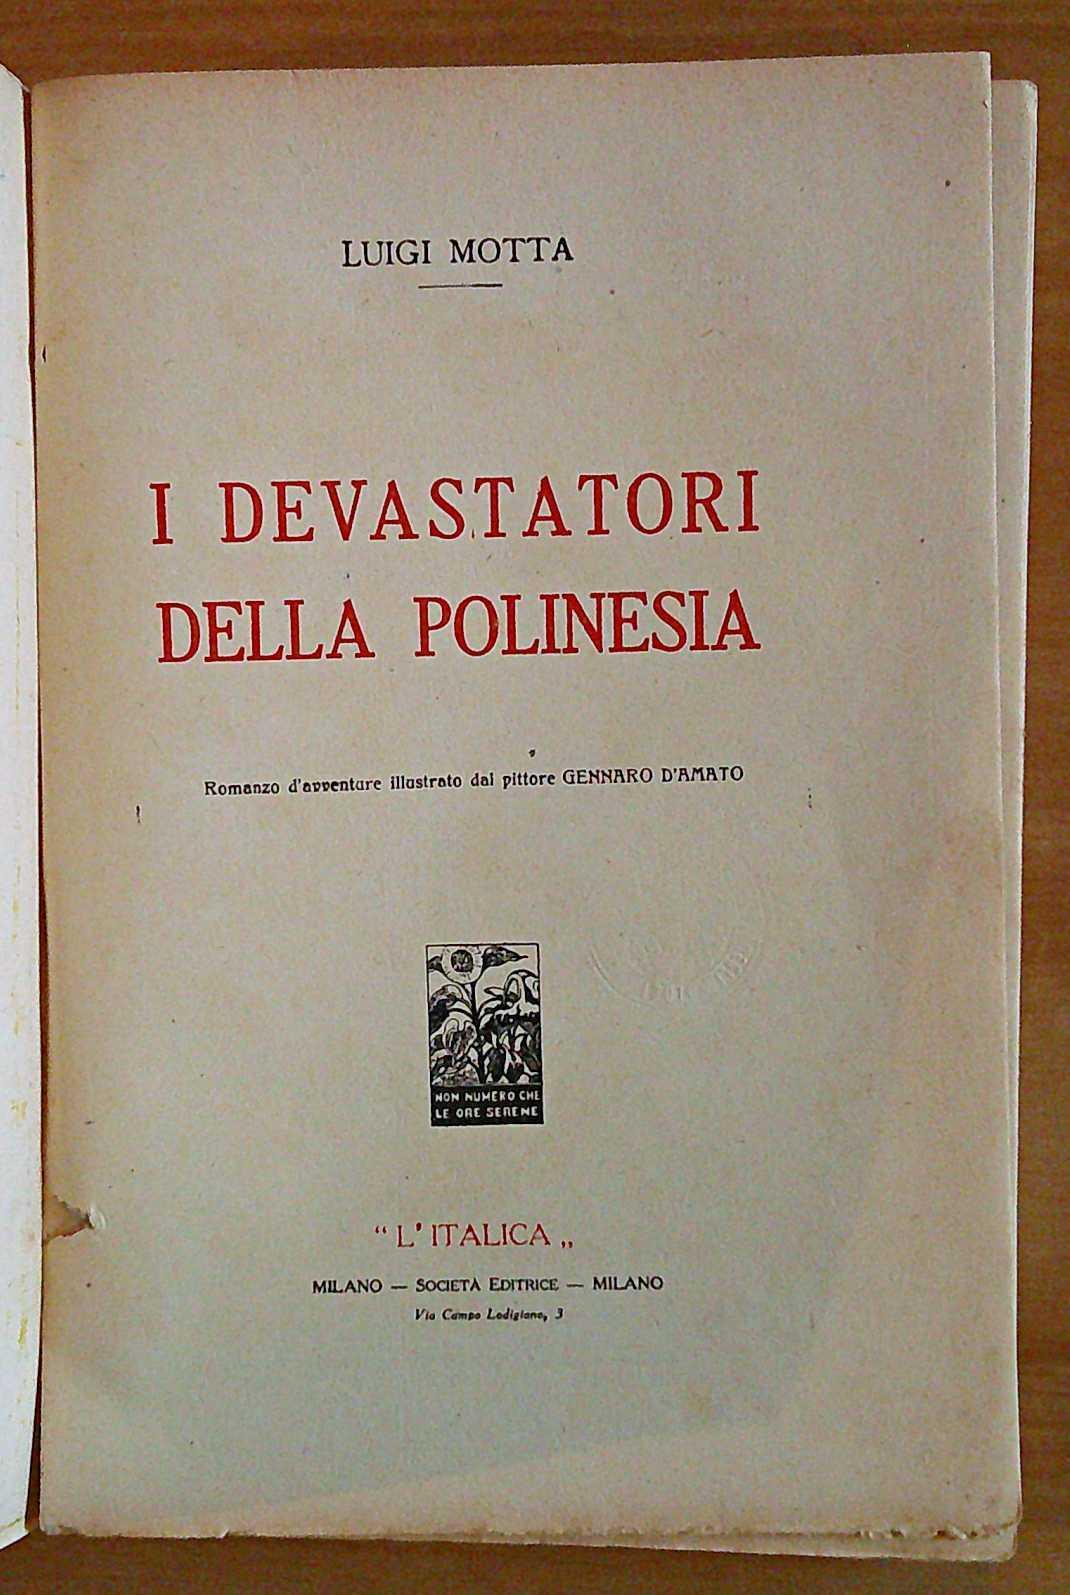 LUIGI MOTTA
I DEVASTATORI
DELLA POLINESIA
Romanzo d'avventure illustrato dal pittore GENNARO D'AMATO
NON NUMERO CHE
LE ORE SERENE
“ L'ITALICA „
MILANO — SOCIETÀ EDITRICE — MILANO
Via Campo Lodigiano, 3